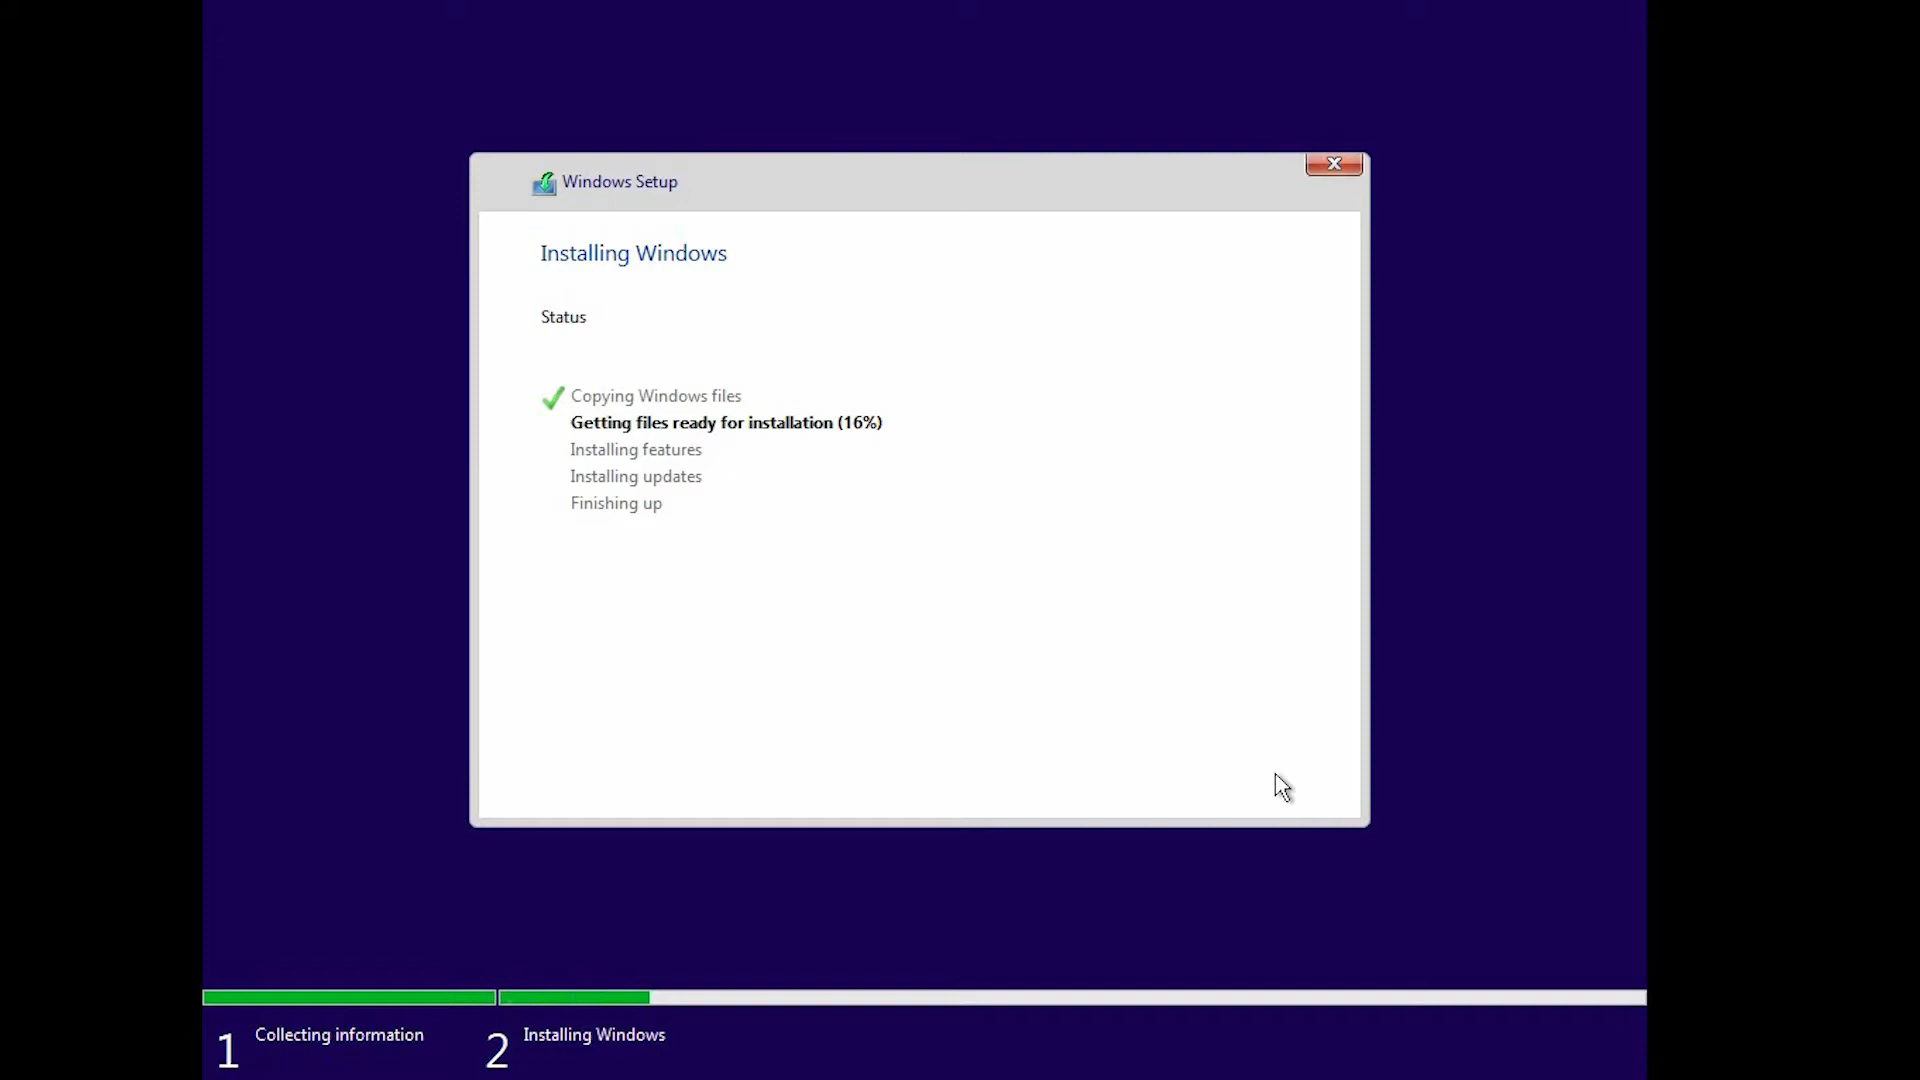 Windows Setup
Installing Windows
Status
Copying Windows files
Getting files ready for installation (16%)
Installing features
Installing updates
Finishing up
1 Collecting information
2 Installing Windows